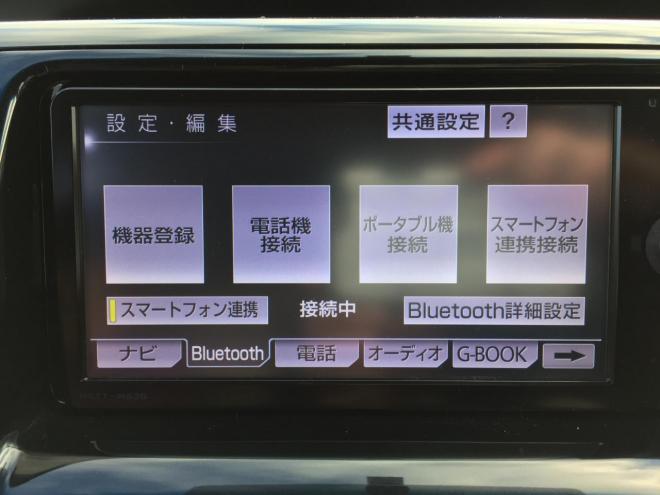 設定・編集
共通設定
?
機器登録
電話機
接続
ポータブル機
接続
スマートフォン
連携接続
スマートフォン連携
接続中
Bluetooth詳細設定
ナビ
Bluetooth
電話
オーディオ
G-BOOK